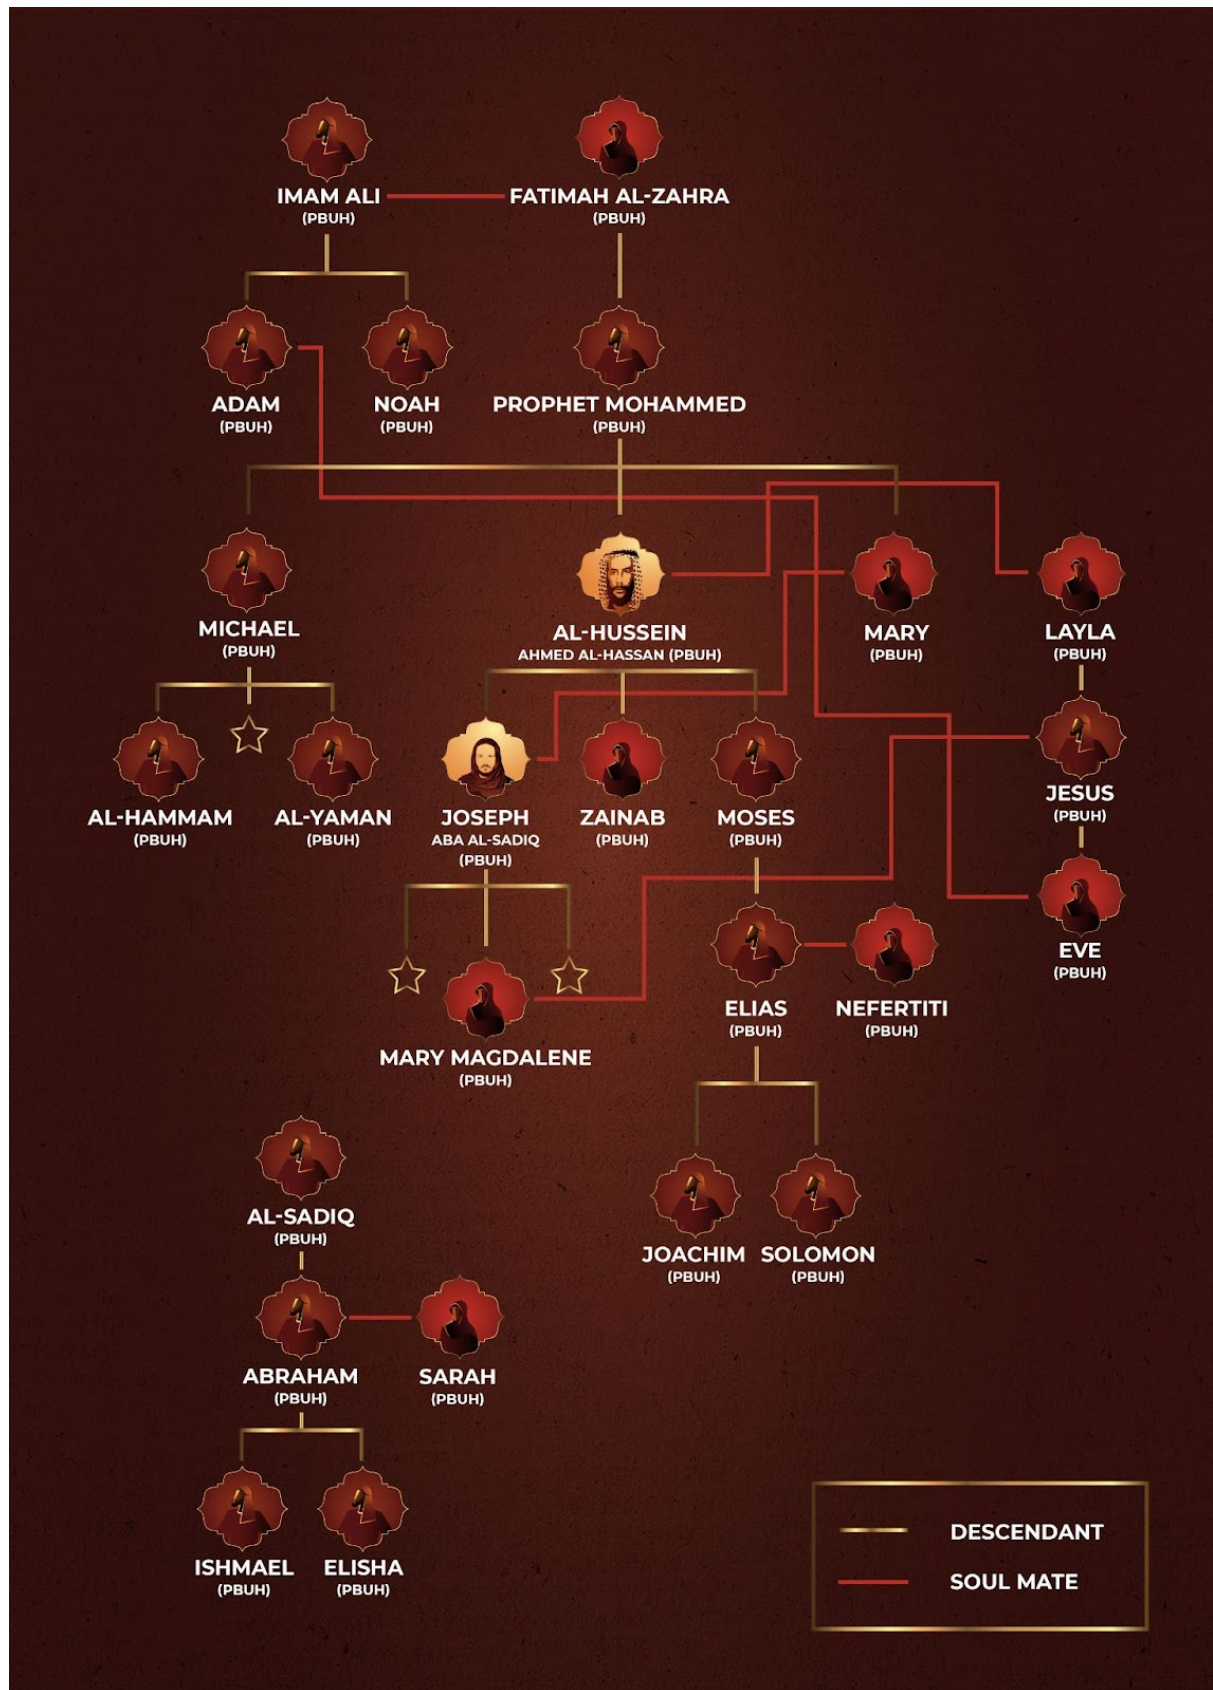 IMAM ALI
(PBUH)
FATIMAH AL-ZAHRA
(PBUH)
ADAM
(PBUH)
NOAH
(PBUH)
PROPHET MOHAMMED
(PBUH)
MICHAEL
(PBUH)
AL-HUSSEIN
AHMED AL-HASSAN (PBUH)
MARY
(PBUH)
LAYLA
(PBUH)
AL-HAMMAM
(PBUH)
AL-YAMAN
(PBUH)
JOSEPH
ABA AL-SADIQ
(PBUH)
ZAINAB
(PBUH)
MOSES
(PBUH)
JESUS
(PBUH)
EVE
(PBUH)
MARY MAGDALENE
(PBUH)
ELIAS
(PBUH)
NEFERTITI
(PBUH)
JOACHIM
(PBUH)
SOLOMON
(PBUH)
AL-SADIQ
(PBUH)
ABRAHAM
(PBUH)
SARAH
(PBUH)
ISHMAEL
(PBUH)
ELISHA
(PBUH)
DESCENDANT
SOUL MATE